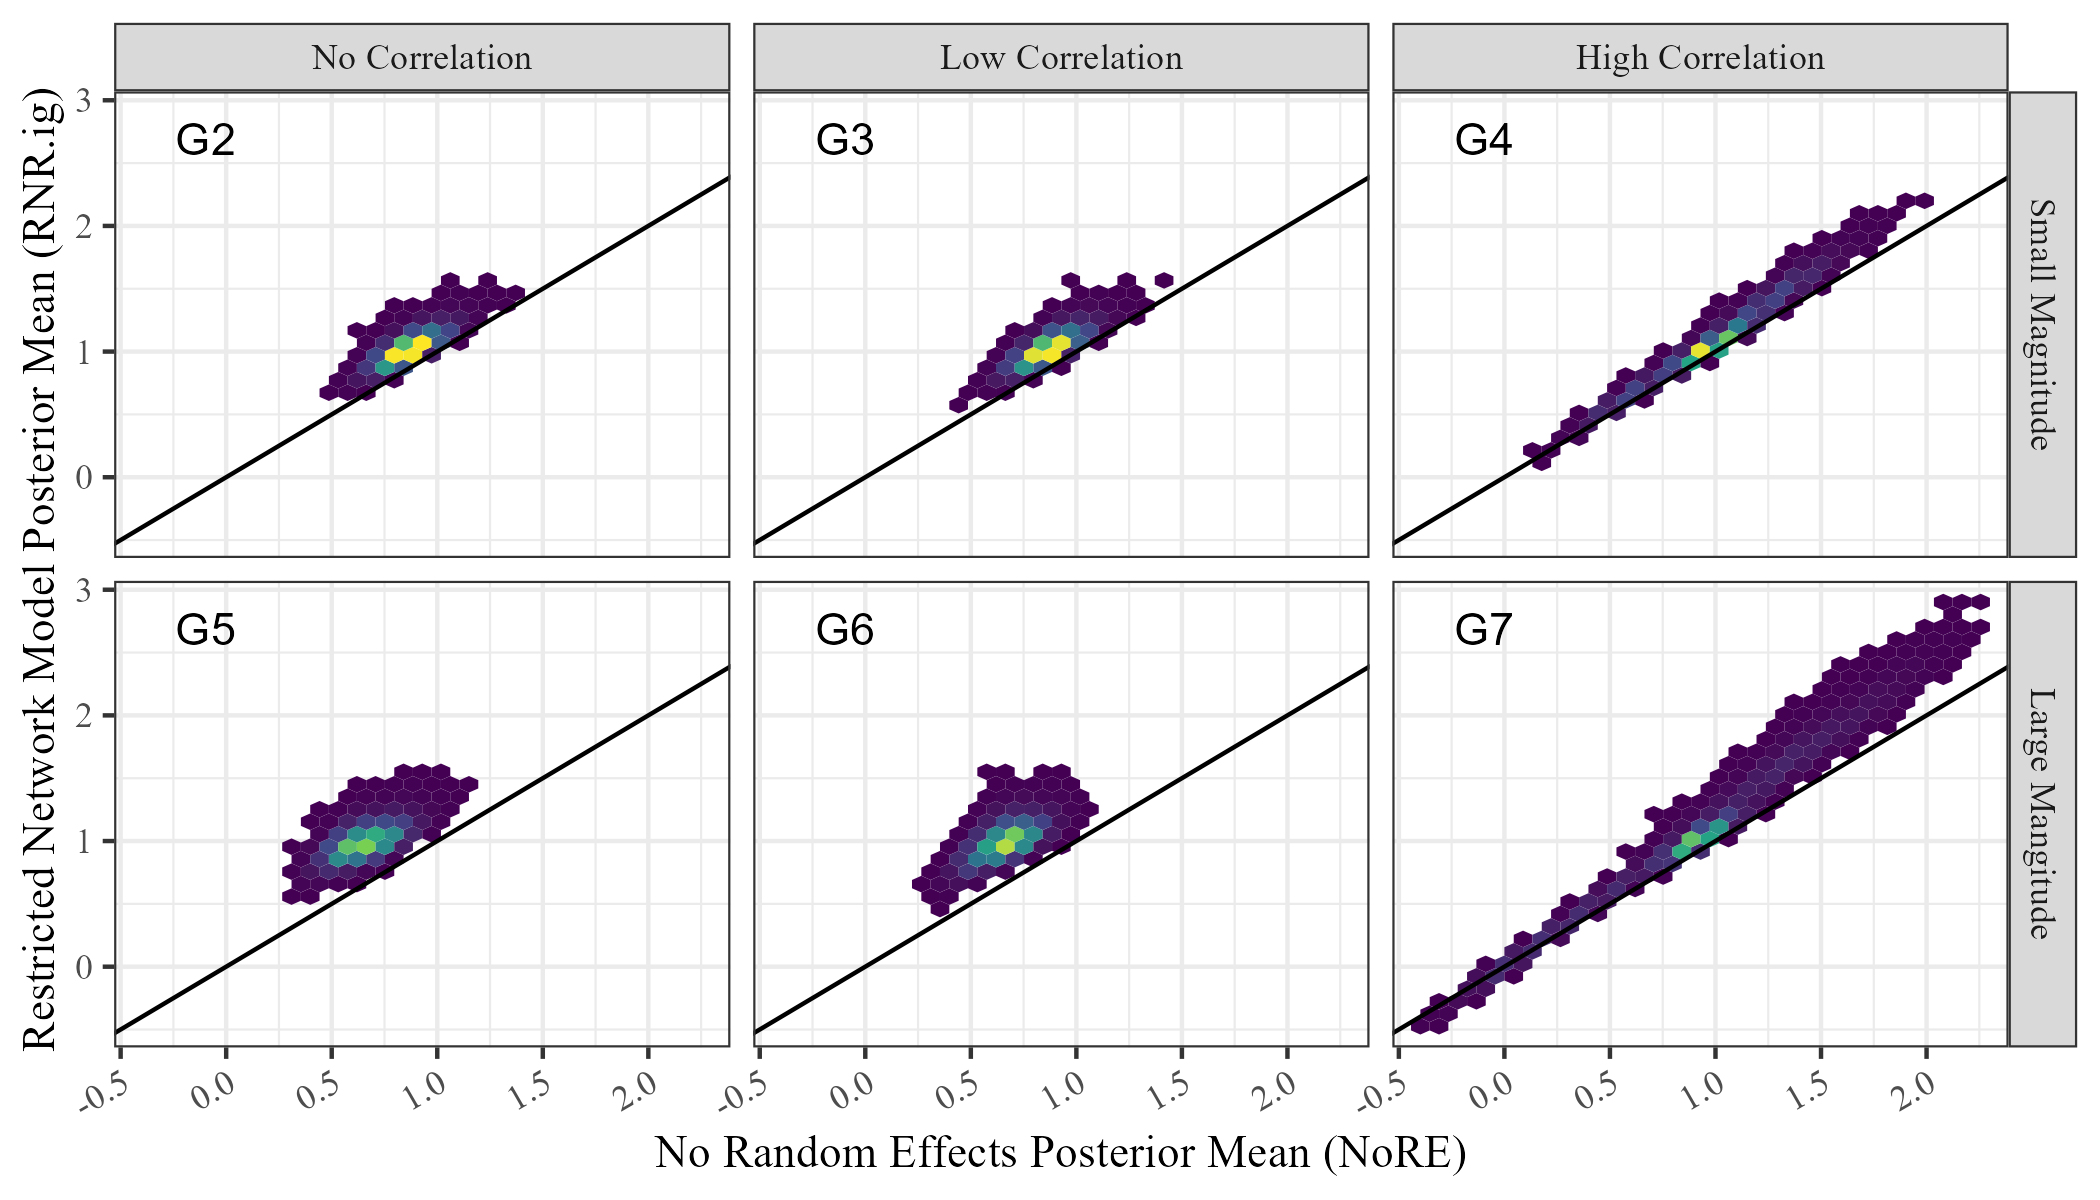 No Correlation
Low Correlation
High Correlation
Restricted Network Model Posterior Mean (RNR.ig)
3
2
1
0
G2
G3
G4
Small Magnitude
3
2
1
0
G5
G6
G7
Large Mangitude
-0.5 0.0 0.5 1.0 1.5 2.0
-0.5 0.0 0.5 1.0 1.5 2.0
-0.5 0.0 0.5 1.0 1.5 2.0
No Random Effects Posterior Mean (NoRE)